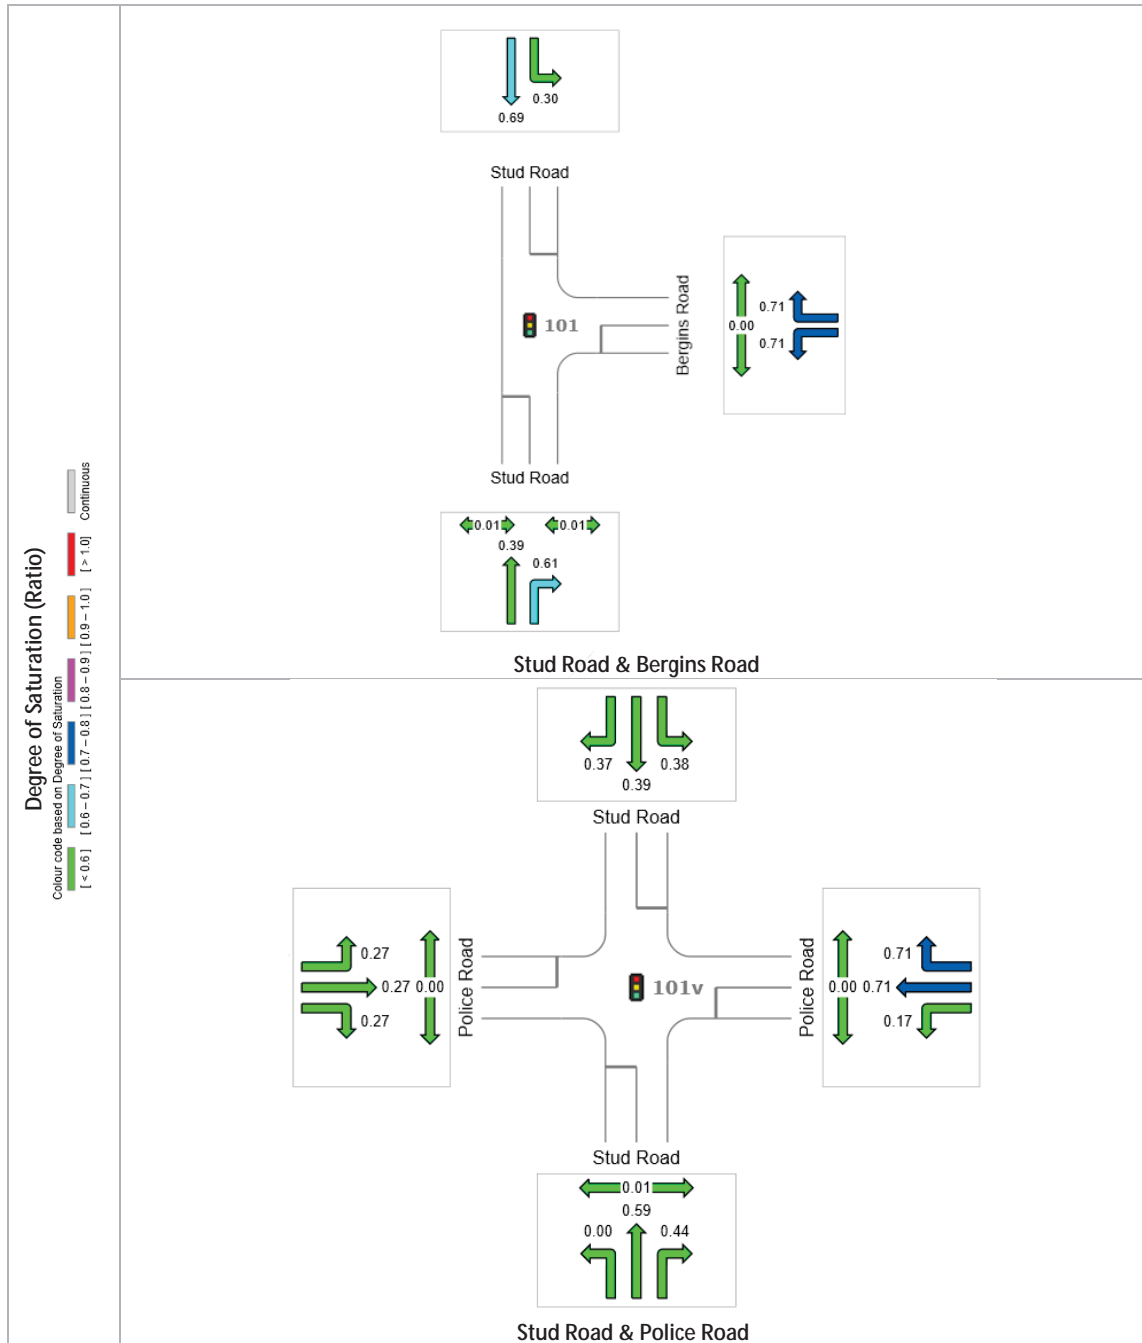 Degree of Saturation (Ratio)
Colour code based on Degree of Saturation
[ < 0.6 ]
[ 0.6 – 0.7 ]
[ 0.7 – 0.8 ]
[ 0.8 – 0.9 ]
[ 0.9 – 1.0 ]
[ > 1.0 ]
Continuous
0.30
0.69
Stud Road
101
Bergins Road
0.71
0.00
0.71
Stud Road
0.01 0.01
0.39
0.61
Stud Road & Bergins Road
0.37 0.38
0.39
Stud Road
0.27
0.27 0.00
0.27
Police Road
101v
Police Road
0.71
0.00 0.71
0.17
Stud Road
0.01
0.59
0.00 0.44
Stud Road & Police Road